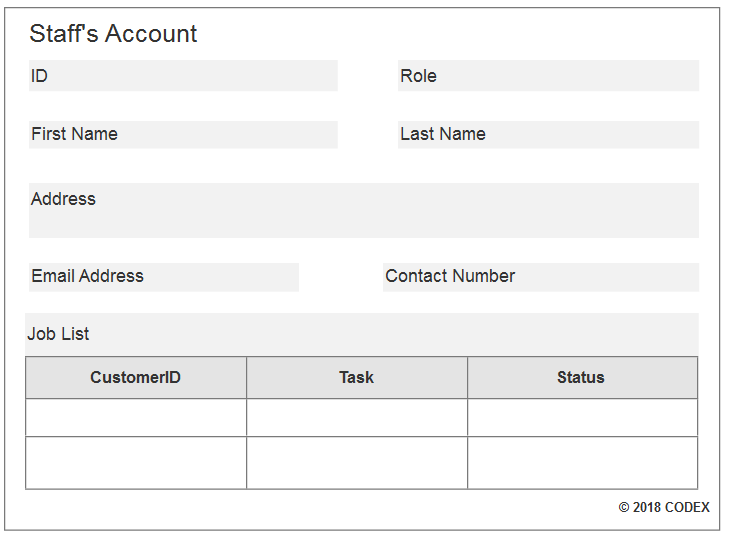 Staff's Account
ID Role
First Name Last Name
Address
Email Address Contact Number
Job List
CustomerID Task Status
© 2018 CODEX